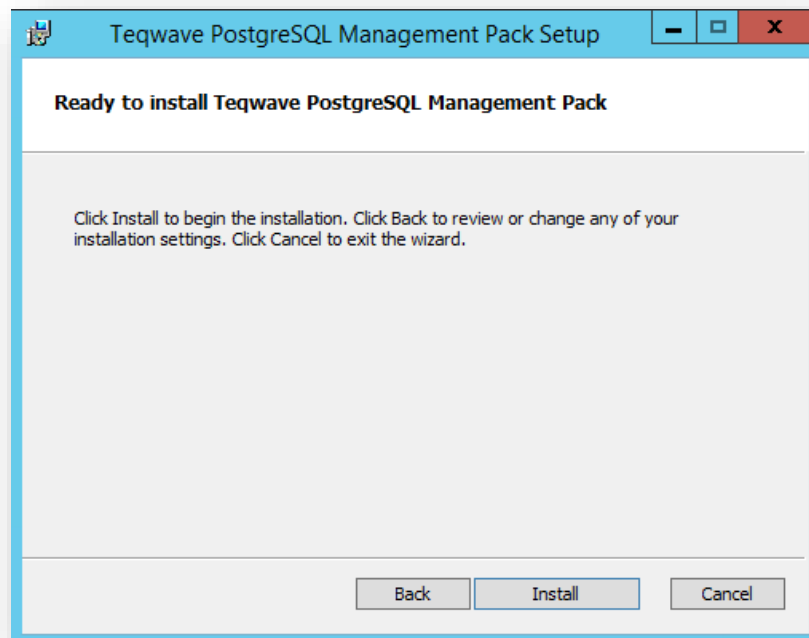 Teqwave PostgreSQL Management Pack Setup
Ready to install Teqwave PostgreSQL Management Pack
Click Install to begin the installation. Click Back to review or change any of your
installation settings. Click Cancel to exit the wizard.
Back Install Cancel